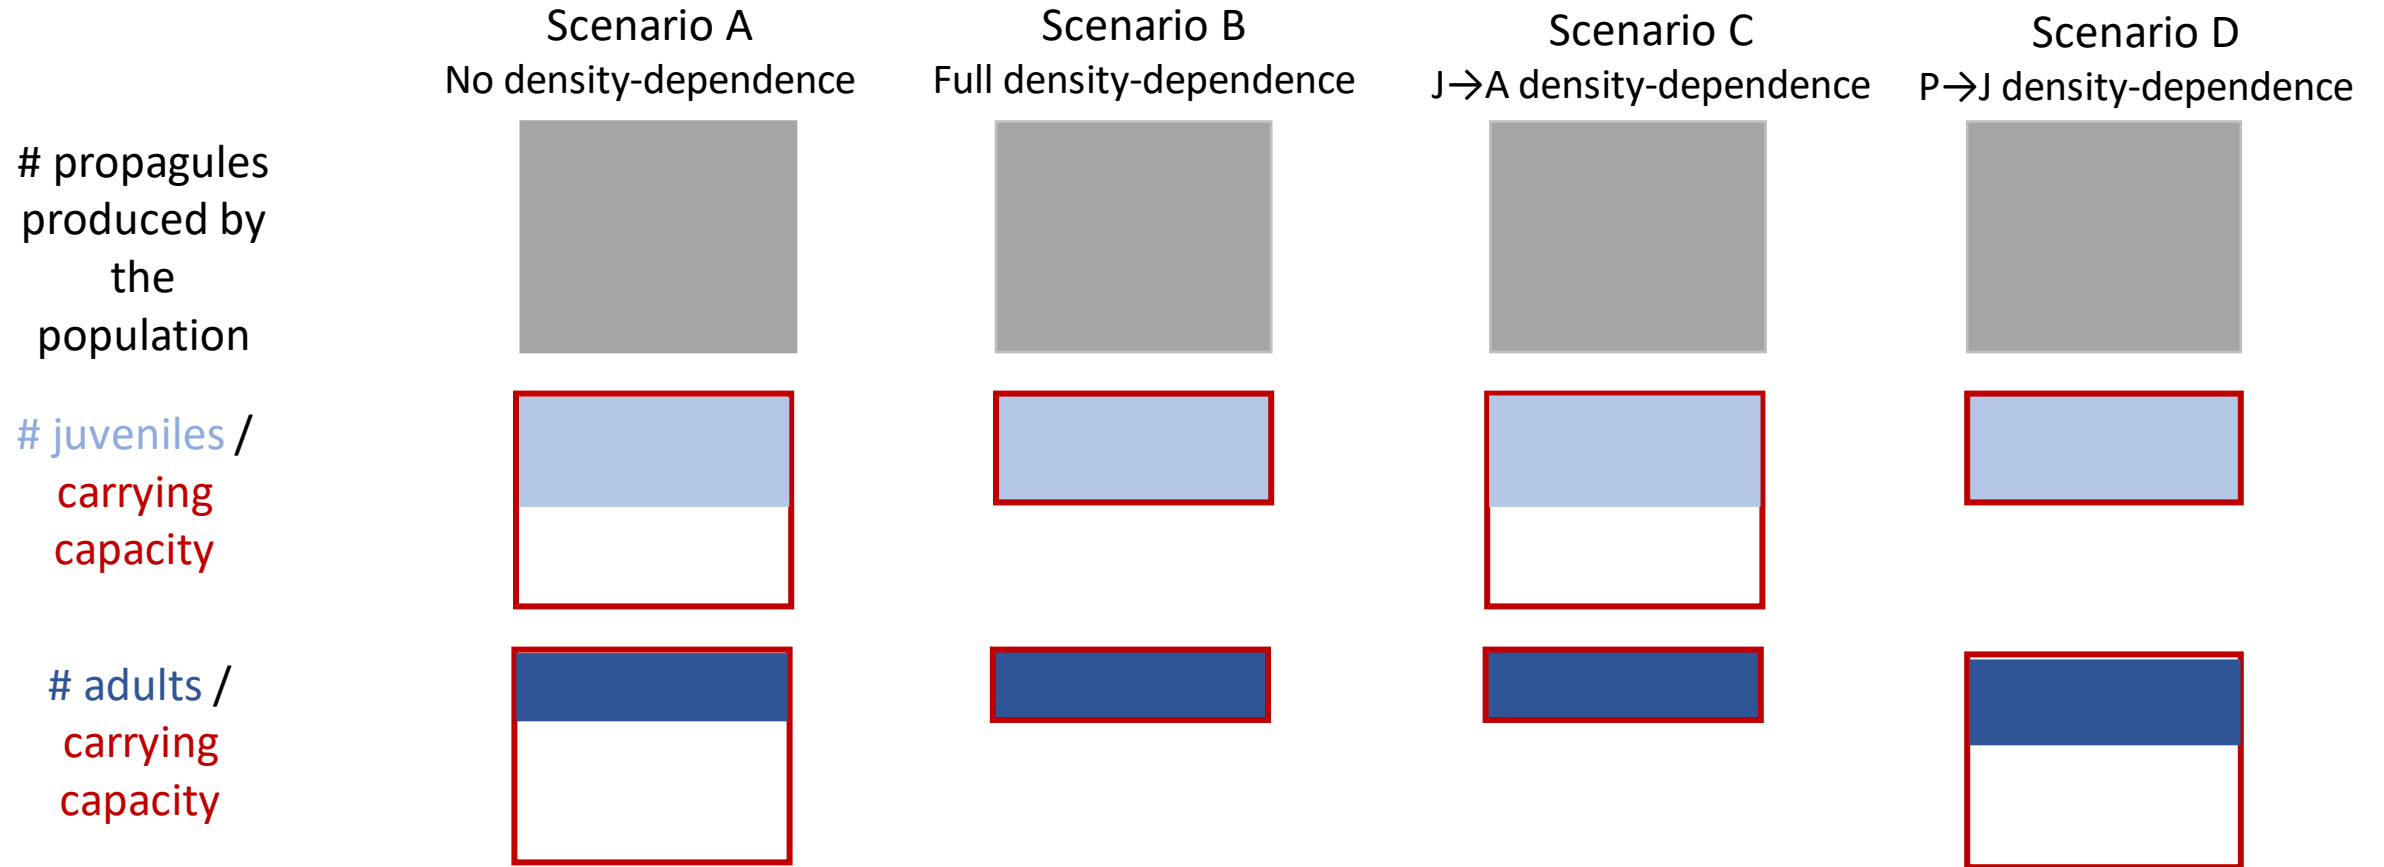 Scenario A
No density-dependence
Scenario B
Full density-dependence
Scenario C
J→A density-dependence
Scenario D
P→J density-dependence
# propagules
produced by
the
population
# juveniles /
carrying
capacity
# adults /
carrying
capacity